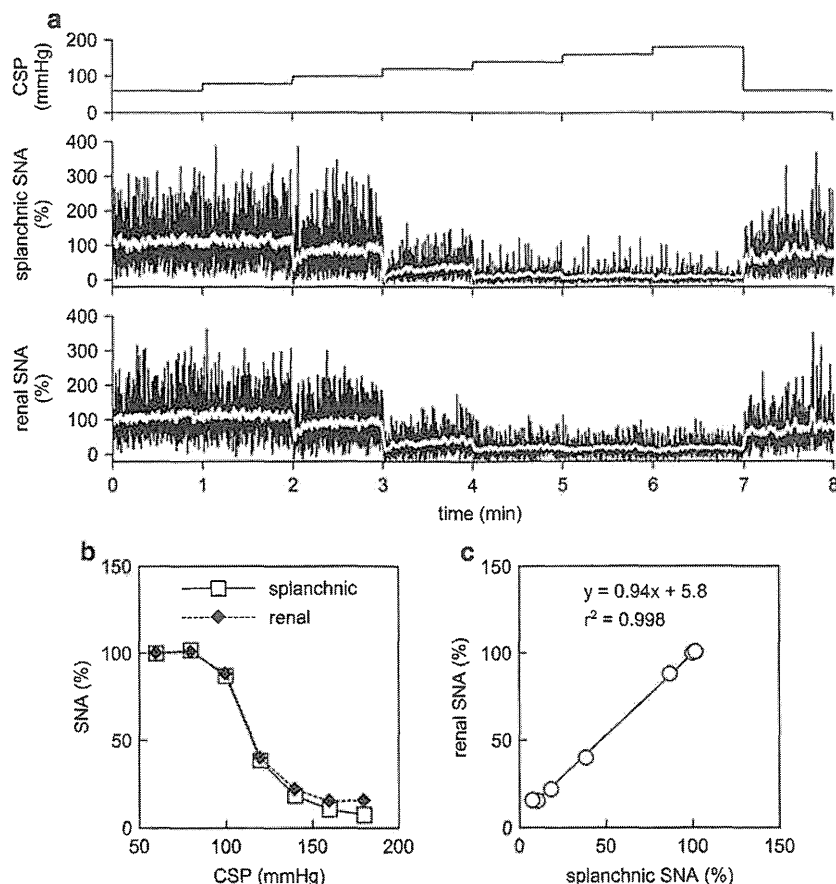 a
200
100
0
CSP
(mmHg)
400
300
200
100
0
splanchnic SNA
(%)
400
300
200
100
0
renal SNA
(%)
0 1 2 3 4 5 6 7 8
time (min)
b
150
100
50
0
SNA (%)
splanchnic
renal
50 100 150 200
CSP (mmHg)
c
150
100
50
0
renal SNA (%)
y = 0.94x + 5.8
r² = 0.998
0 50 100 150
splanchnic SNA (%)